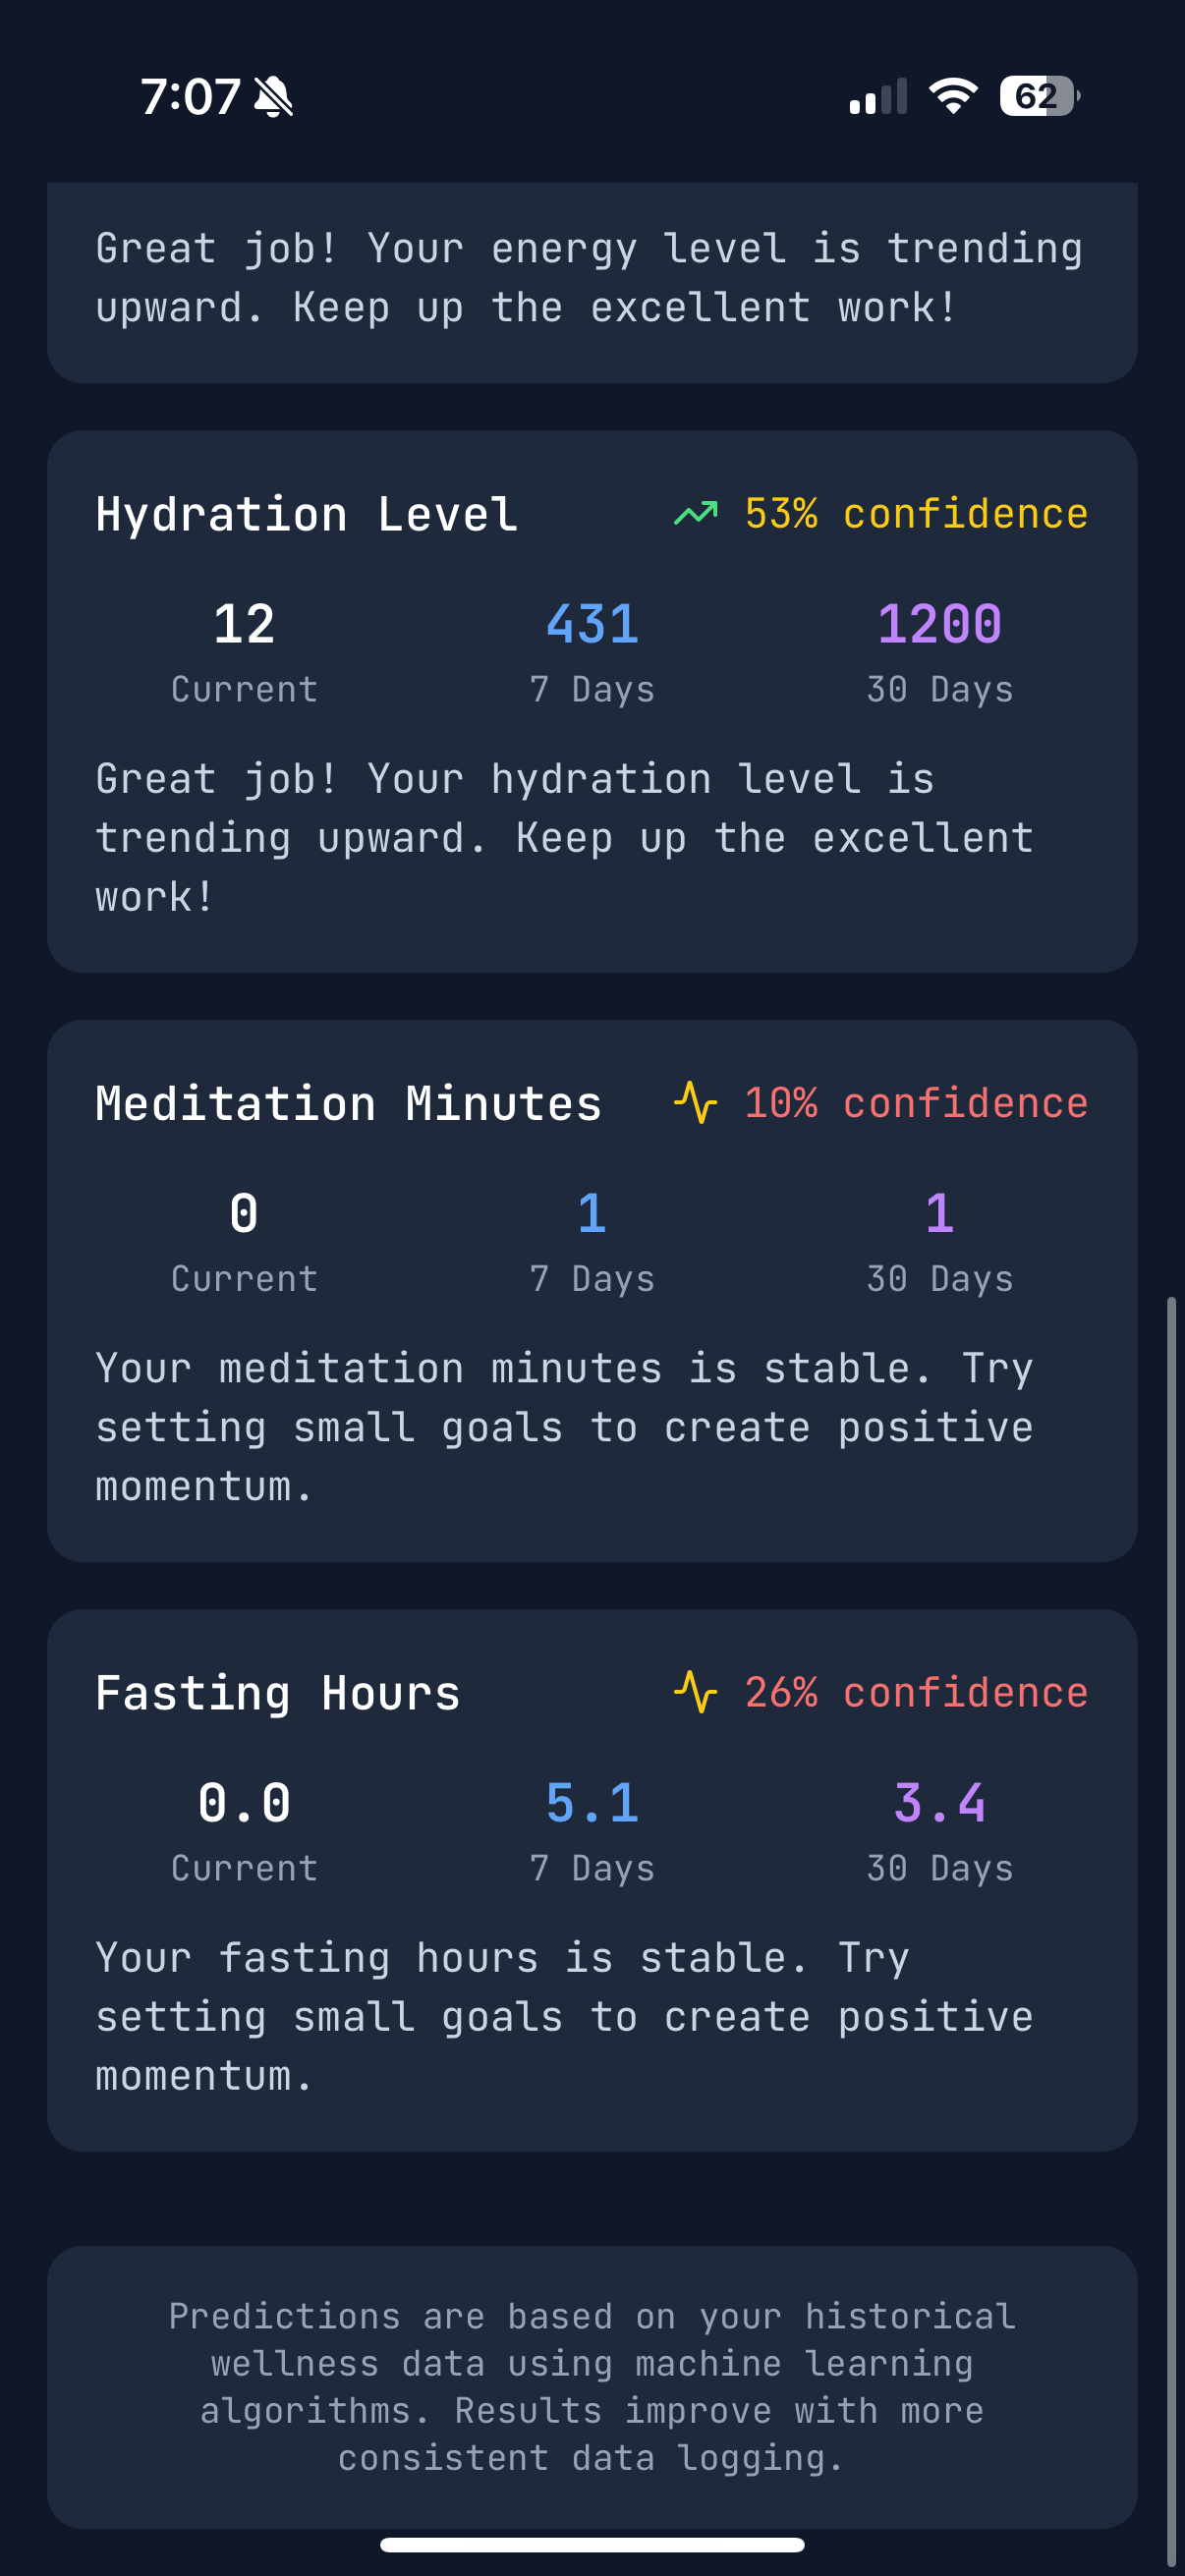 7:07
62
Great job! Your energy level is trending
upward. Keep up the excellent work!
Hydration Level
53% confidence
12
431
1200
Current
7 Days
30 Days
Great job! Your hydration level is
trending upward. Keep up the excellent
work!
Meditation Minutes
10% confidence
0
1
1
Current
7 Days
30 Days
Your meditation minutes is stable. Try
setting small goals to create positive
momentum.
Fasting Hours
26% confidence
0.0
5.1
3.4
Current
7 Days
30 Days
Your fasting hours is stable. Try
setting small goals to create positive
momentum.
Predictions are based on your historical
wellness data using machine learning
algorithms. Results improve with more
consistent data logging.